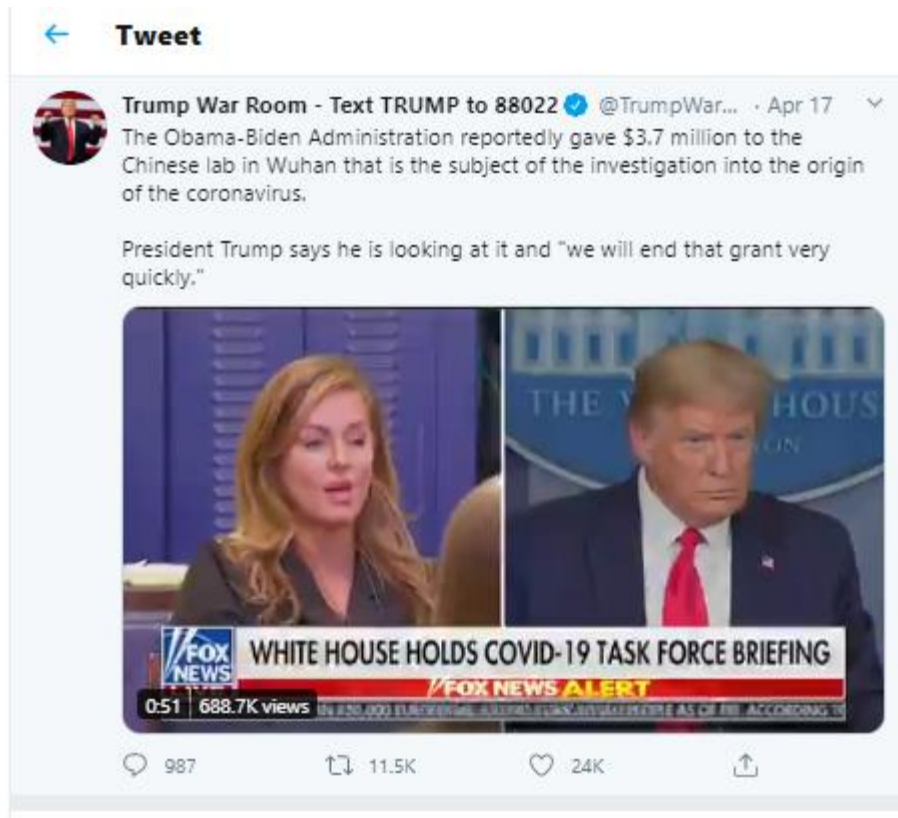 Tweet
Trump War Room - Text TRUMP to 88022 @TrumpWar... · Apr 17
The Obama-Biden Administration reportedly gave $3.7 million to the
Chinese lab in Wuhan that is the subject of the investigation into the origin
of the coronavirus.
President Trump says he is looking at it and "we will end that grant very
quickly."
THE HOUS
ON
FOX
NEWS
WHITE HOUSE HOLDS COVID-19 TASK FORCE BRIEFING
FOX NEWS ALERT
0:51 688.7K views
ACCORDING
987 11.5K 24K